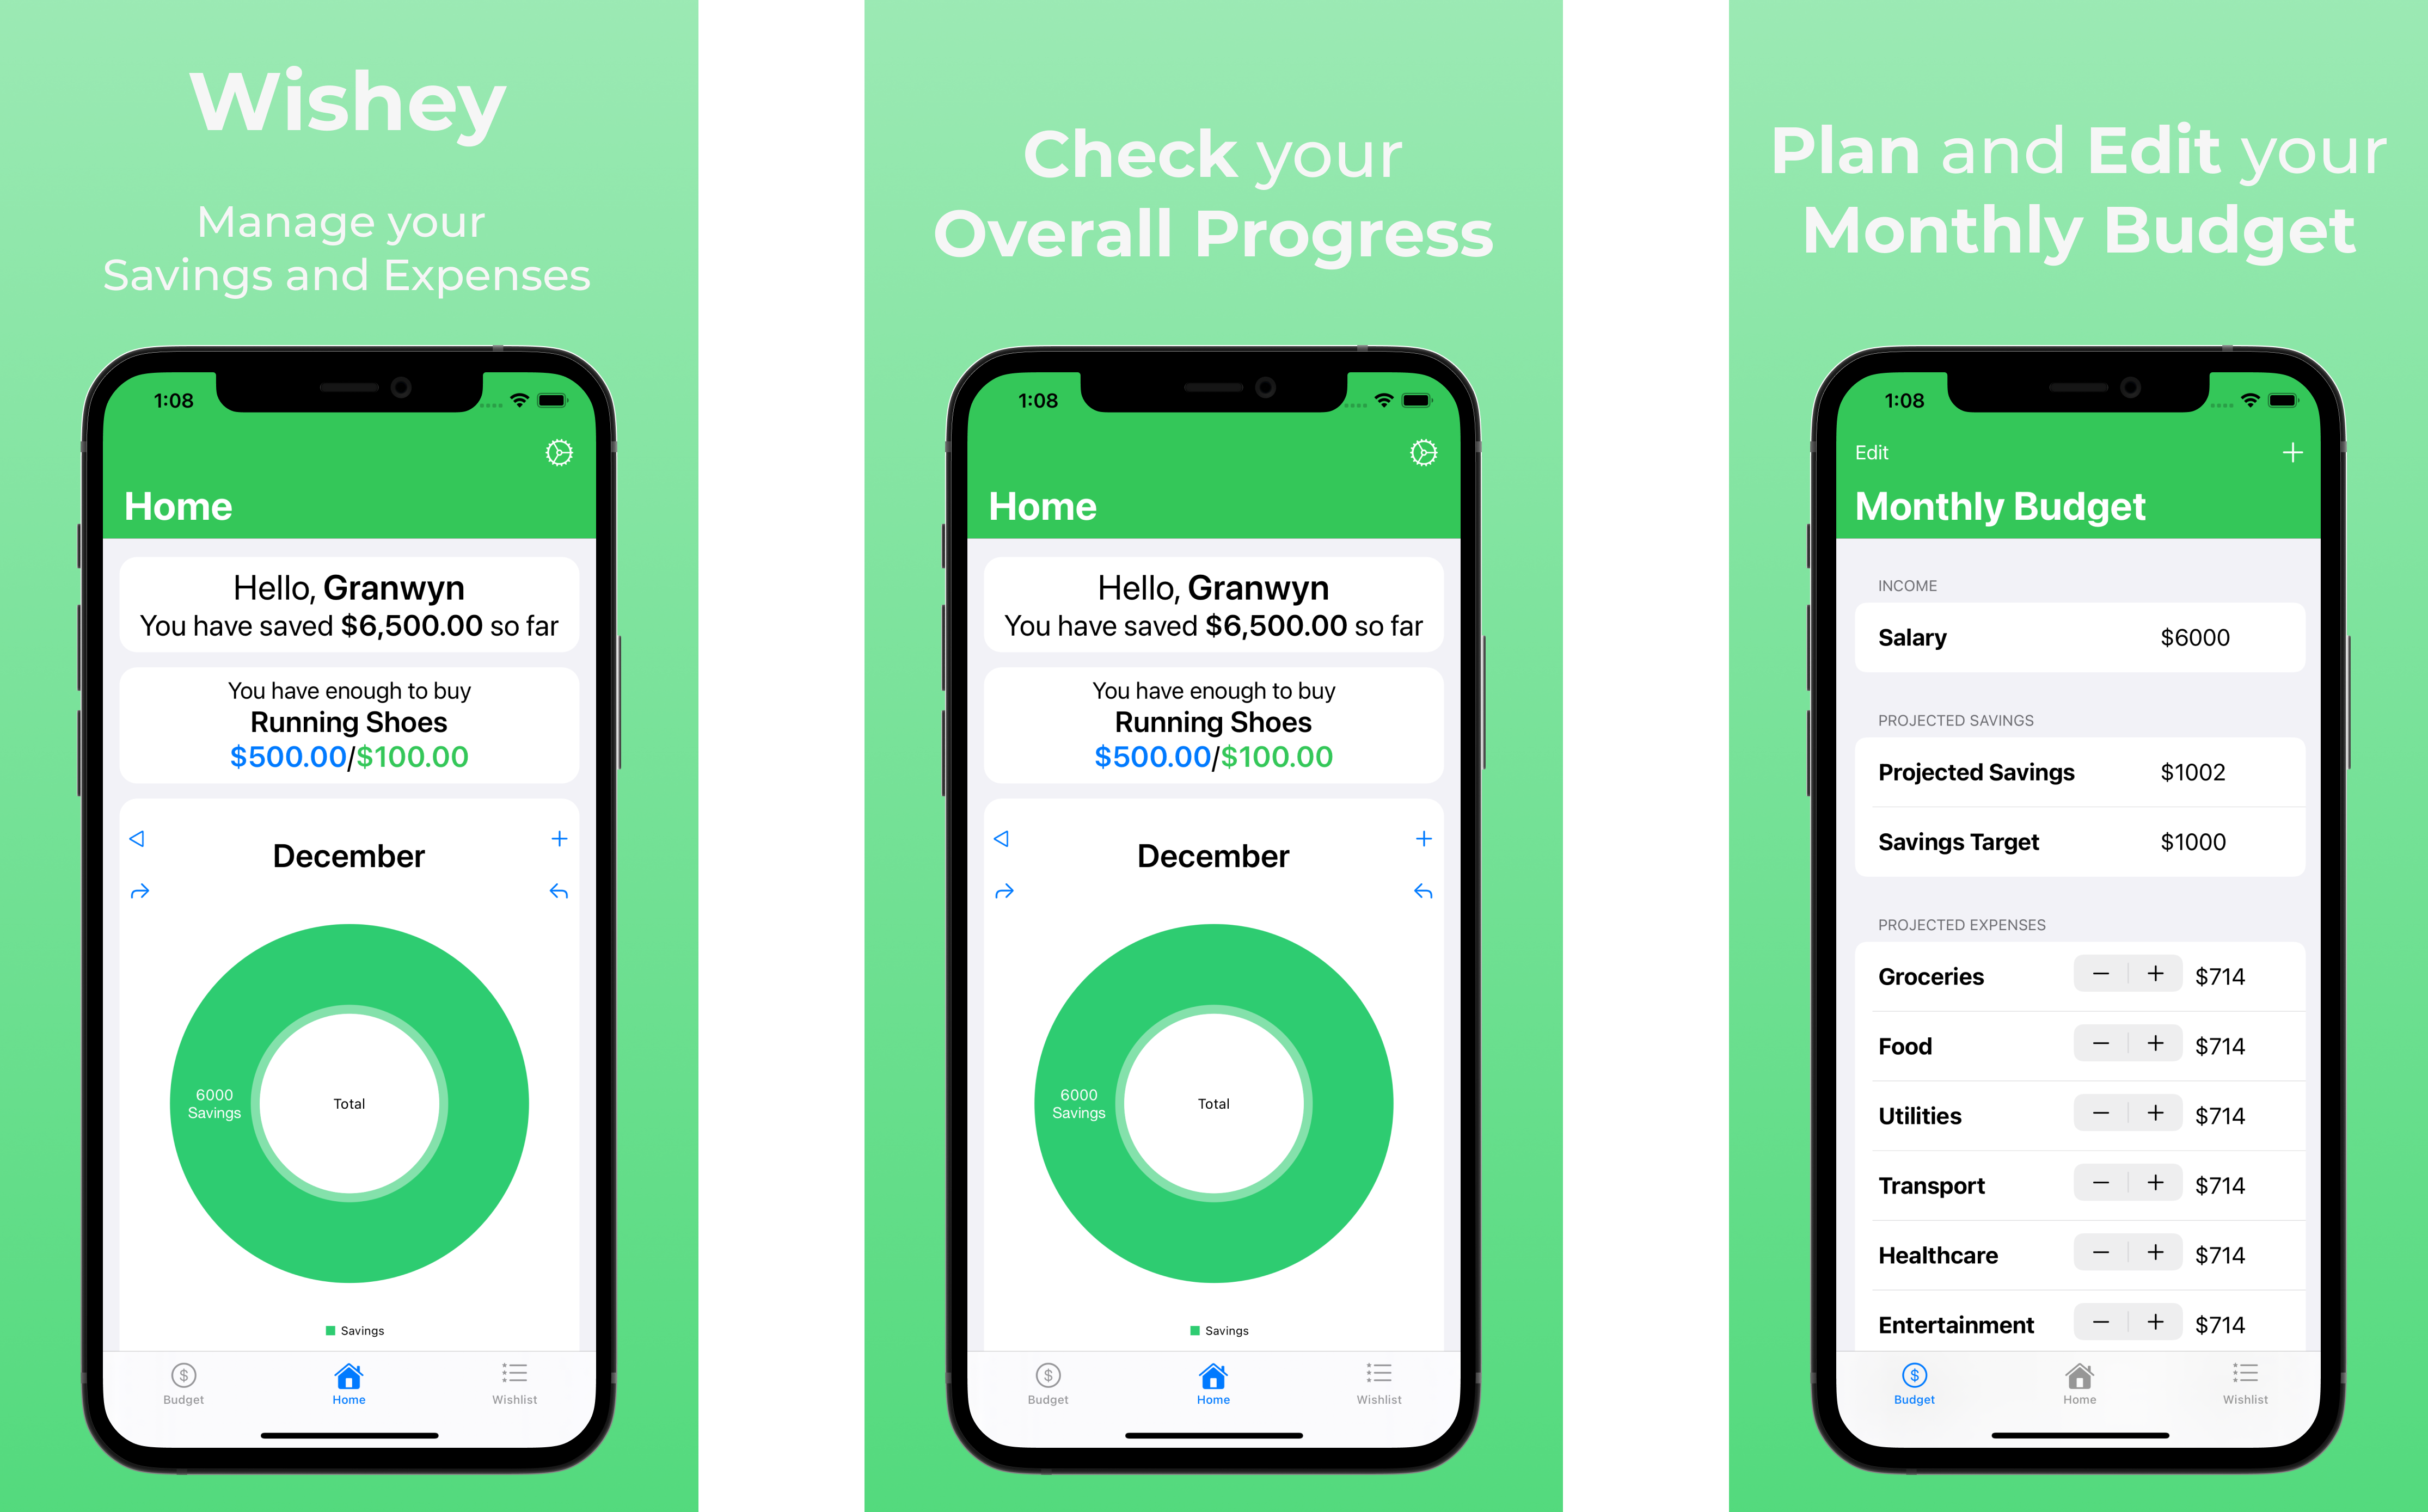 Wishey
Manage your
Savings and Expenses
1:08
Home
Hello, Granwyn
You have saved $6,500.00 so far
You have enough to buy
Running Shoes
$500.00/$100.00
December
6000
Savings
Total
Savings
Budget
Home
Wishlist
Check your
Overall Progress
1:08
Home
Hello, Granwyn
You have saved $6,500.00 so far
You have enough to buy
Running Shoes
$500.00/$100.00
December
6000
Savings
Total
Savings
Budget
Home
Wishlist
Plan and Edit your
Monthly Budget
1:08
Edit
Monthly Budget
INCOME
Salary $6000
PROJECTED SAVINGS
Projected Savings $1002
Savings Target $1000
PROJECTED EXPENSES
Groceries − + $714
Food − + $714
Utilities − + $714
Transport − + $714
Healthcare − + $714
Entertainment − + $714
Budget
Home
Wishlist